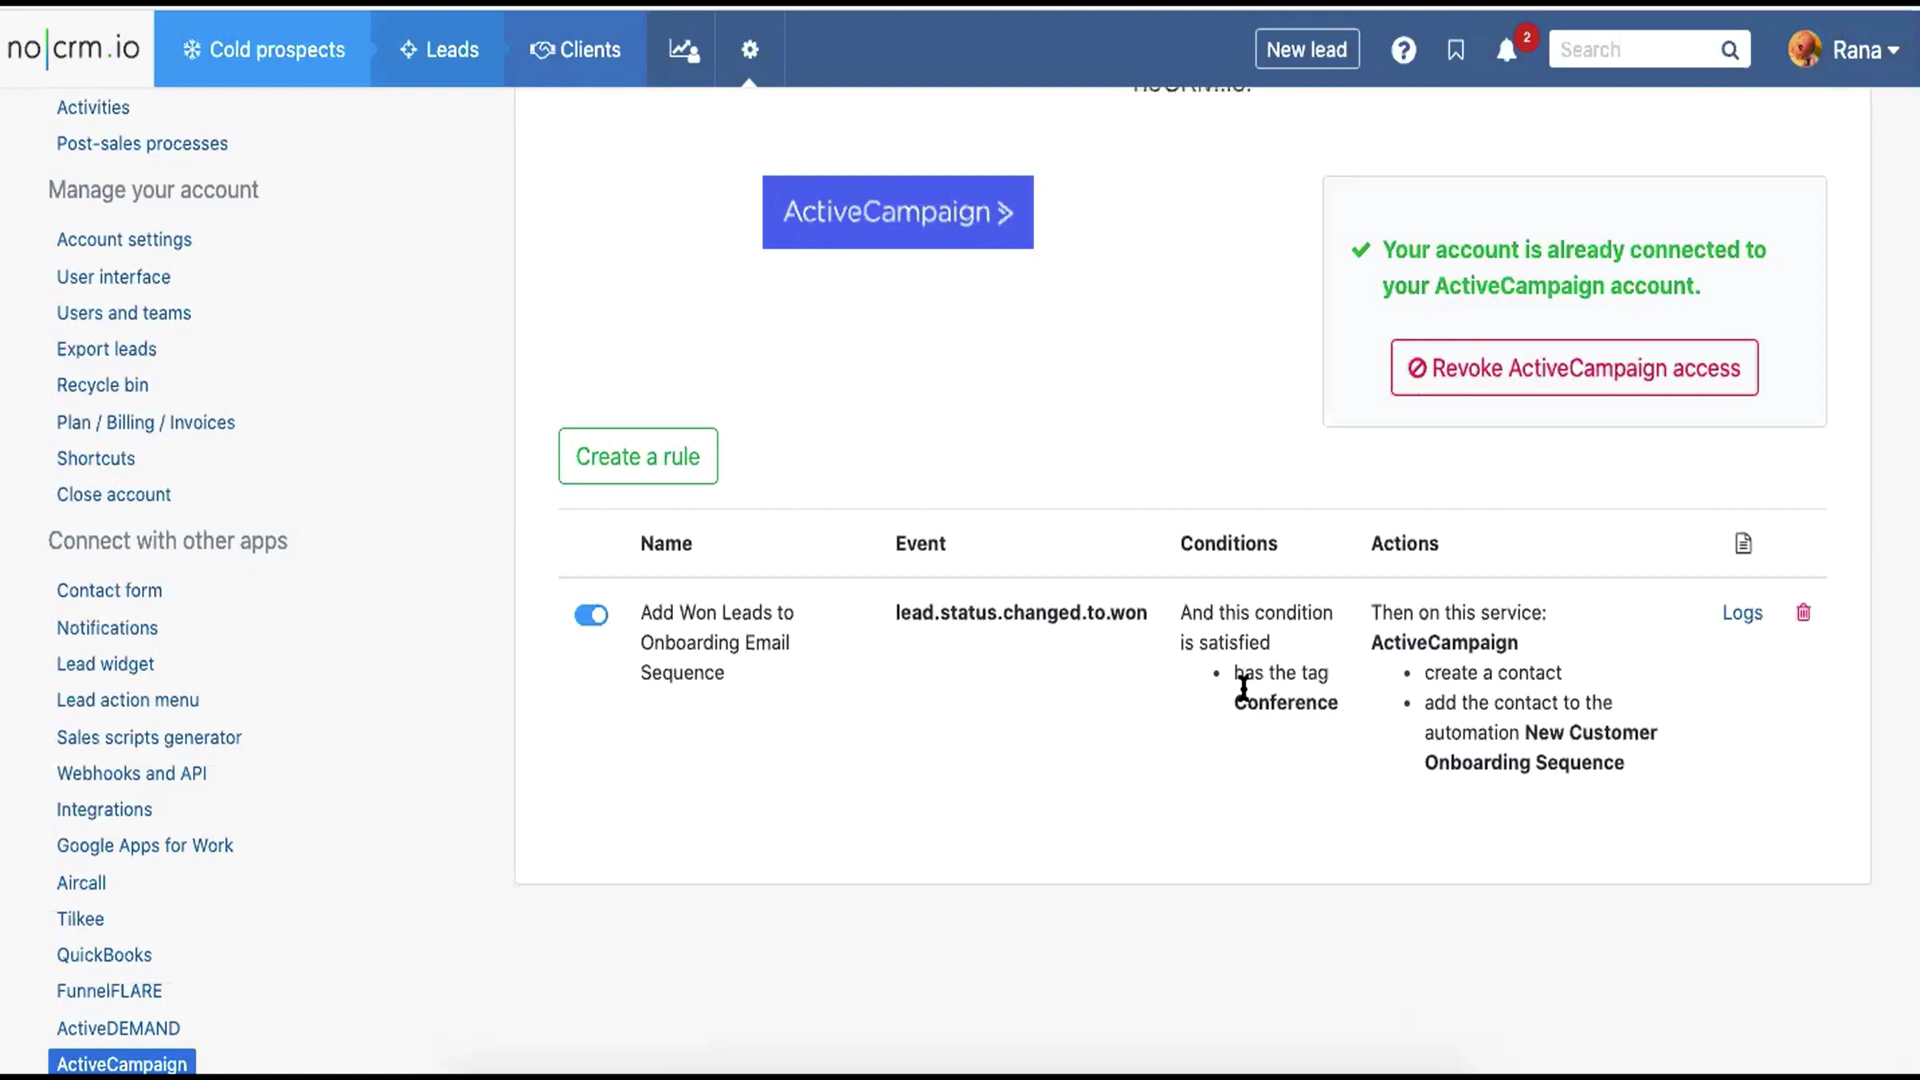 no|crm.io
Cold prospects
Leads
Clients
New lead
?
2
Search
Rana
Activities
Post-sales processes
Manage your account
Account settings
User interface
Users and teams
Export leads
Recycle bin
Plan / Billing / Invoices
Shortcuts
Close account
Connect with other apps
Contact form
Notifications
Lead widget
Lead action menu
Sales scripts generator
Webhooks and API
Integrations
Google Apps for Work
Aircall
Tilkee
QuickBooks
FunnelFLARE
ActiveDEMAND
ActiveCampaign
ActiveCampaign >
Your account is already connected to
your ActiveCampaign account.
Revoke ActiveCampaign access
Create a rule
Name
Event
Conditions
Actions
Add Won Leads to
Onboarding Email
Sequence
lead.status.changed.to.won
And this condition
is satisfied
• has the tag
Conference
Then on this service:
ActiveCampaign
• create a contact
• add the contact to the
automation New Customer
Onboarding Sequence
Logs